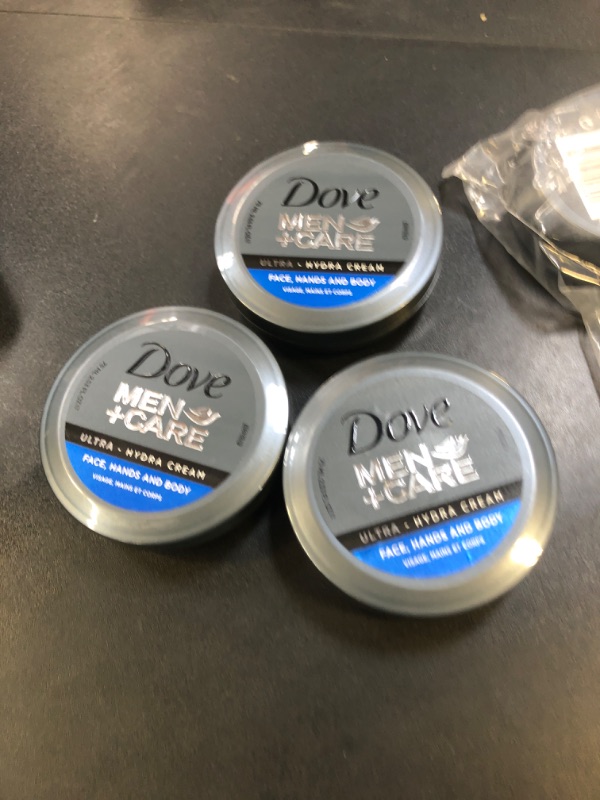 Dove
MEN
+CARE
ULTRA - HYDRA CREAM
FACE, HANDS AND BODY
VISAGE, MAINS ET CORPS
Dove
MEN
+CARE
ULTRA - HYDRA CREAM
FACE, HANDS AND BODY
VISAGE, MAINS ET CORPS
Dove
MEN
+CARE
ULTRA - HYDRA CREAM
FACE, HANDS AND BODY
VISAGE, MAINS ET CORPS